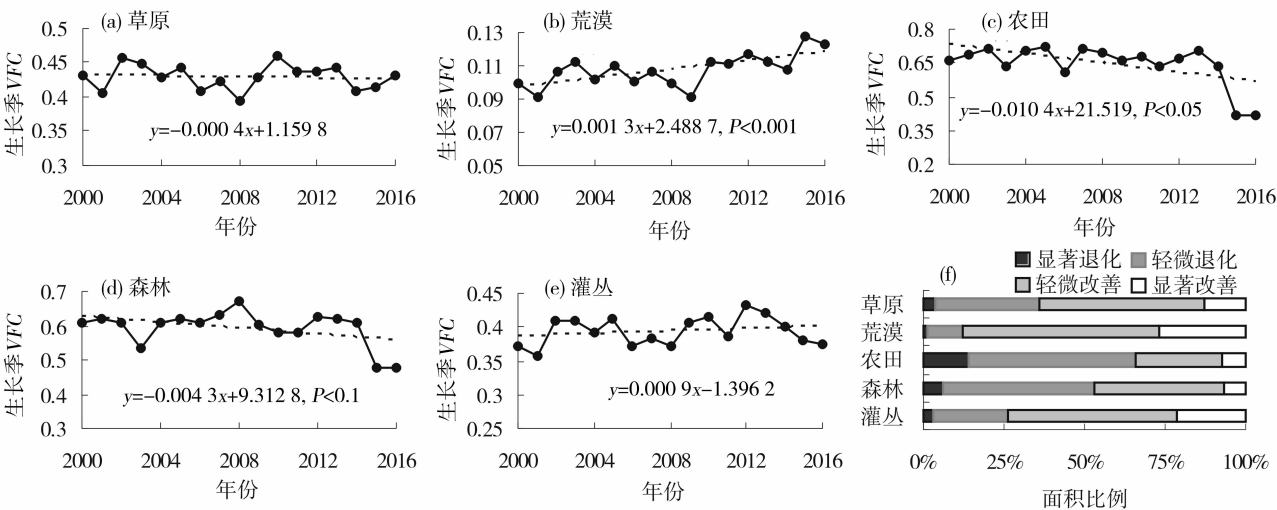 (a) 草原
生长季VFC
0.5
0.45
0.4
0.35
0.3
y=−0.000 4x+1.159 8
2000 2004 2008 2012 2016
年份
(b) 荒漠
生长季VFC
0.13
0.11
0.09
0.07
0.05
y=0.001 3x+2.488 7, P<0.001
2000 2004 2008 2012 2016
年份
(c) 农田
生长季VFC
0.8
0.65
0.5
0.35
0.2
y=−0.010 4x+21.519, P<0.05
2000 2004 2008 2012 2016
年份
(d) 森林
生长季VFC
0.7
0.6
0.5
0.4
0.3
y=−0.004 3x+9.312 8, P<0.1
2000 2004 2008 2012 2016
年份
(e) 灌丛
生长季VFC
0.45
0.4
0.35
0.3
0.25
y=0.000 9x−1.396 2
2000 2004 2008 2012 2016
年份
(f)
显著退化 轻微退化
轻微改善 显著改善
草原
荒漠
农田
森林
灌丛
0% 25% 50% 75% 100%
面积比例